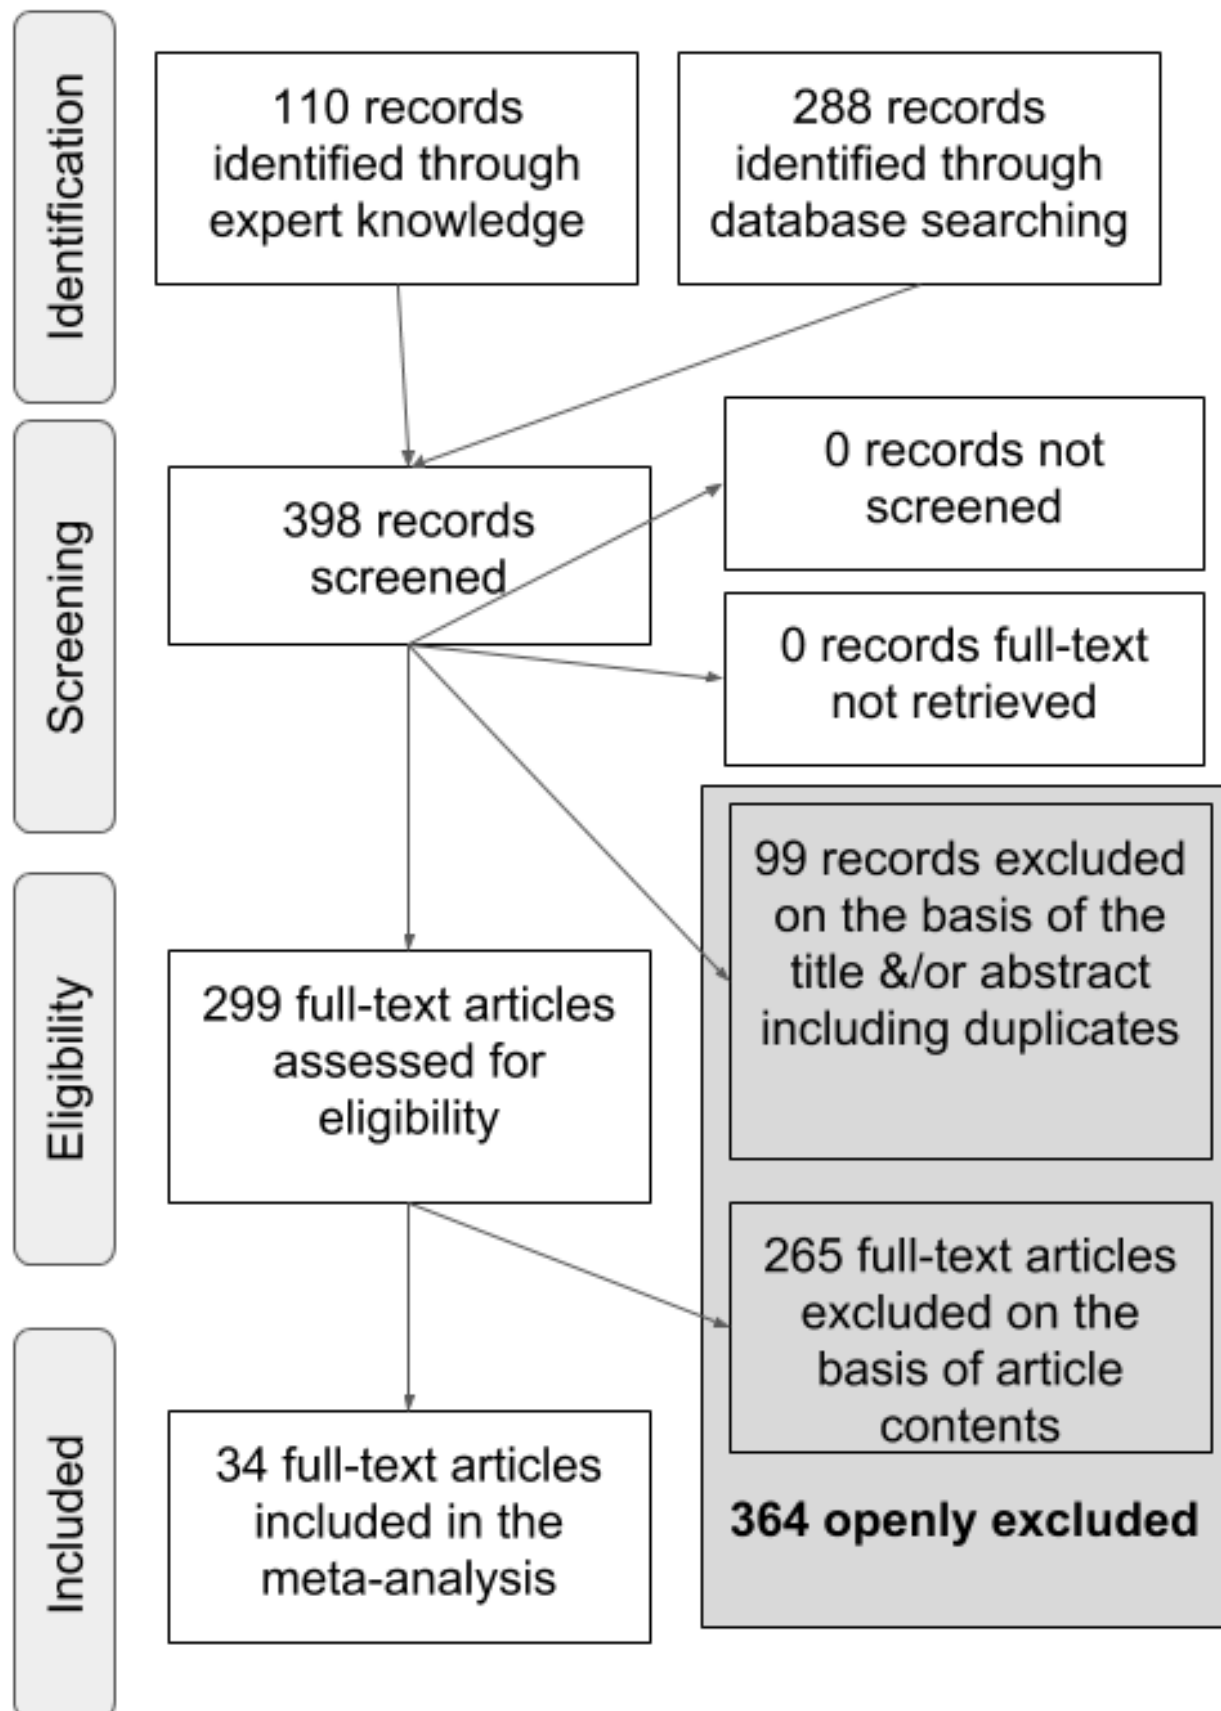 Identification
110 records
identified through
expert knowledge
288 records
identified through
database searching
Screening
398 records
screened
0 records not
screened
0 records full-text
not retrieved
Eligibility
299 full-text articles
assessed for
eligibility
99 records excluded
on the basis of the
title &/or abstract
including duplicates
265 full-text articles
excluded on the
basis of article
contents
364 openly excluded
Included
34 full-text articles
included in the
meta-analysis